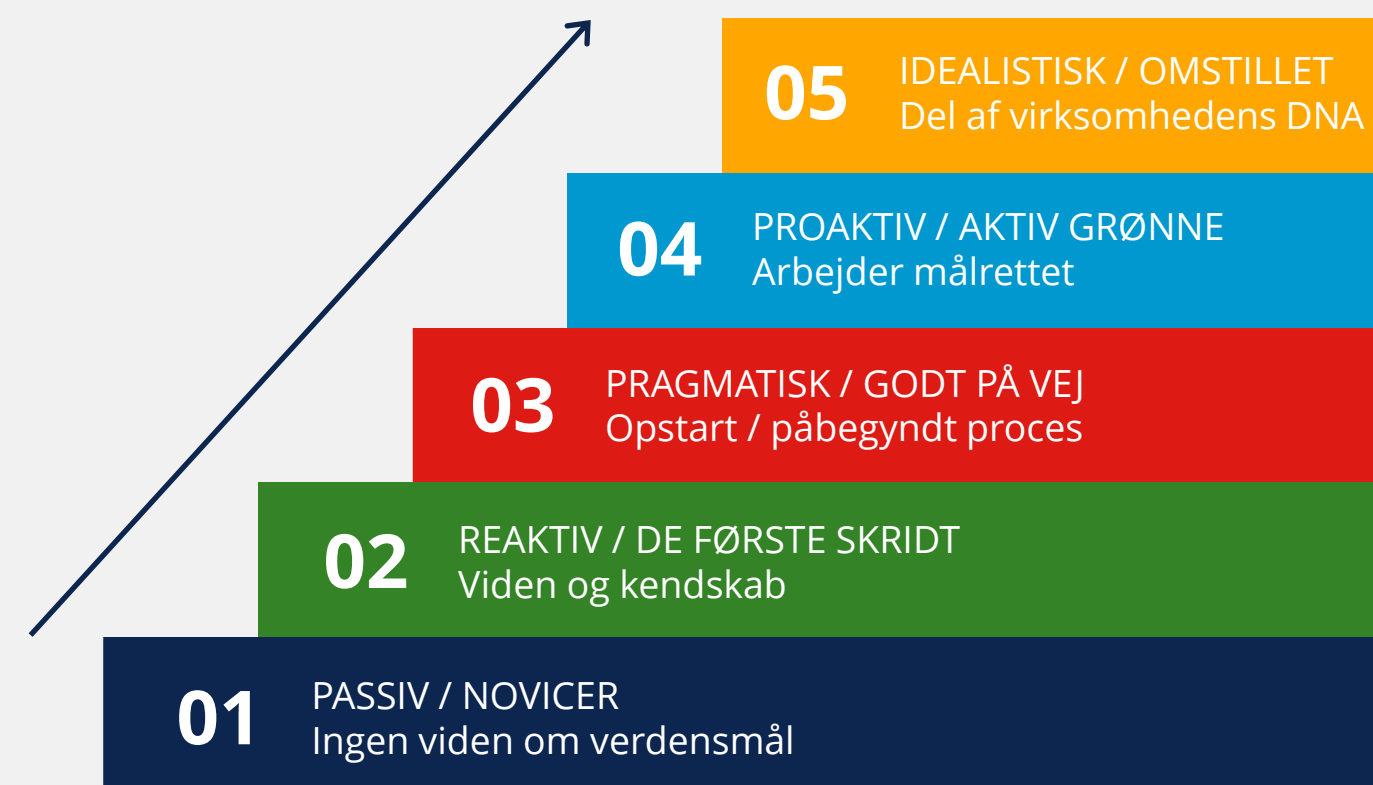 05
IDEALISTISK / OMSTILLET
Del af virksomhedens DNA
04
PROAKTIV / AKTIV GRØNNE
Arbejder målrettet
03
PRAGMATISK / GODT PÅ VEJ
Opstart / påbegyndt proces
02
REAKTIV / DE FØRSTE SKRIDT
Viden og kendskab
01
PASSIV / NOVICER
Ingen viden om verdensmål